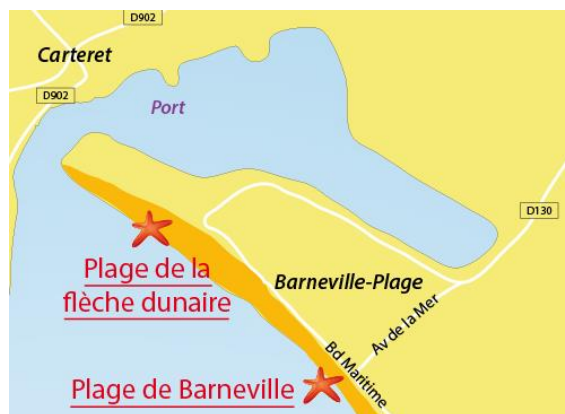 D902
Carteret
D902
Port
D130
Plage de la
flèche dunaire
Barneville-Plage
Av de la Mer
Bd Maritime
Plage de Barneville